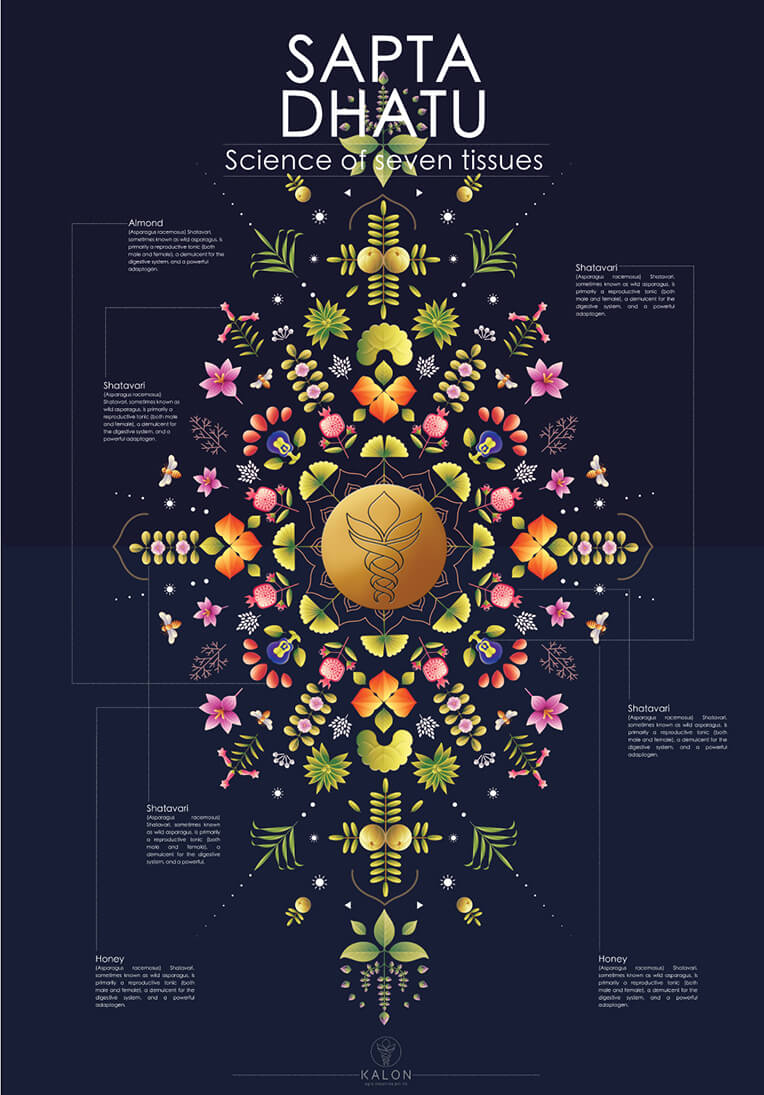 SAPTA
DHATU
Science of seven tissues
Almond
(Asparagus racemosus) Shatavari,
sometimes known as wild asparagus, is
primarily a reproductive tonic (both
male and female), a demulcent for the
digestive system, and a powerful
adaptogen.
Shatavari
(Asparagus racemosus) Shatavari,
sometimes known as wild asparagus, is
primarily a reproductive tonic (both
male and female), a demulcent for the
digestive system, and a powerful
adaptogen.
Shatavari
(Asparagus racemosus)
Shatavari, sometimes known as
wild asparagus, is primarily a
reproductive tonic (both male
and female), a demulcent for
the digestive system, and a
powerful adaptogen.
Shatavari
(Asparagus racemosus) Shatavari,
sometimes known as wild asparagus, is
primarily a reproductive tonic (both
male and female), a demulcent for the
digestive system, and a powerful
adaptogen.
Shatavari
(Asparagus racemosus)
Shatavari, sometimes known
as wild asparagus, is primarily
a reproductive tonic (both
male and female), a
demulcent for the digestive
system, and a powerful.
Honey
(Asparagus racemosus) Shatavari,
sometimes known as wild asparagus, is
primarily a reproductive tonic (both
male and female), a demulcent for the
digestive system, and a powerful
adaptogen.
Honey
(Asparagus racemosus) Shatavari,
sometimes known as wild asparagus, is
primarily a reproductive tonic (both
male and female), a demulcent for the
digestive system, and a powerful
adaptogen.
KALON